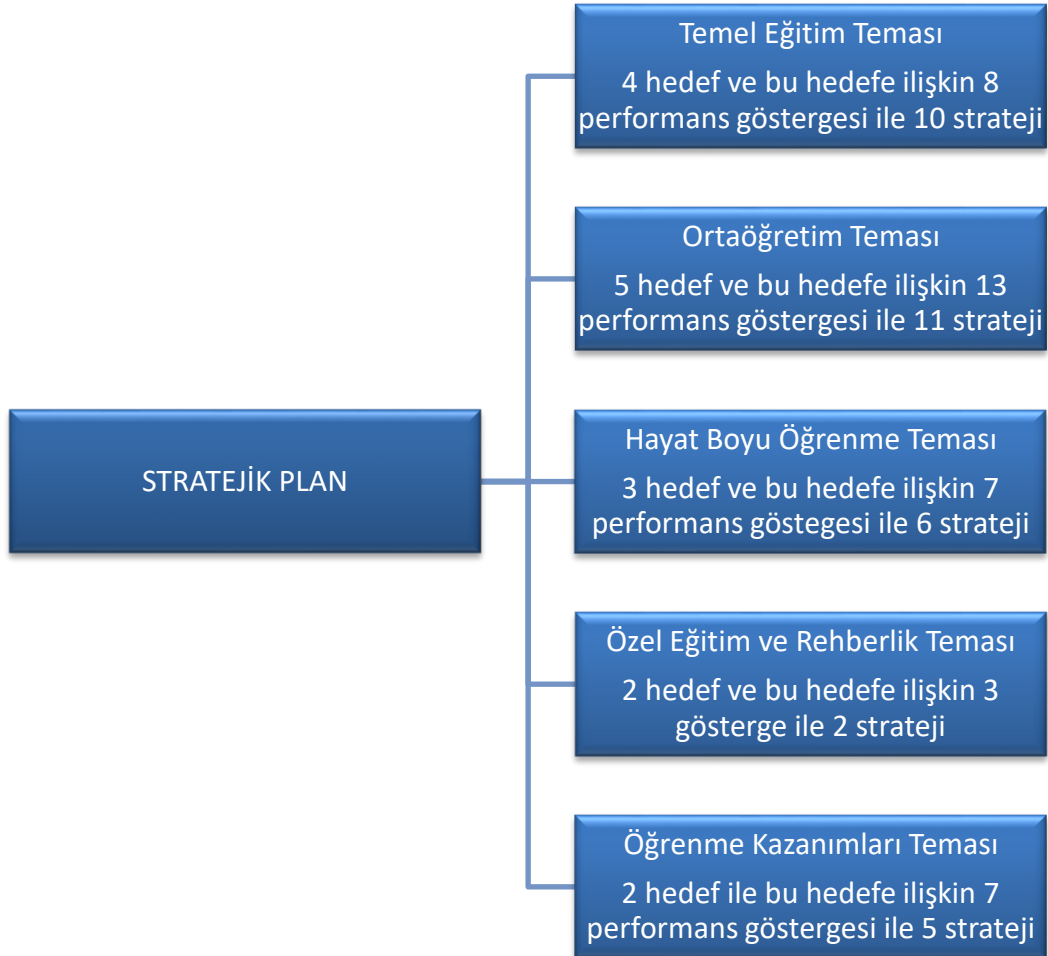 Temel Eğitim Teması
4 hedef ve bu hedefe ilişkin 8
performans göstergesi ile 10 strateji
Ortaöğretim Teması
5 hedef ve bu hedefe ilişkin 13
performans göstergesi ile 11 strateji
STRATEJİK PLAN
Hayat Boyu Öğrenme Teması
3 hedef ve bu hedefe ilişkin 7
performans göstegesi ile 6 strateji
Özel Eğitim ve Rehberlik Teması
2 hedef ve bu hedefe ilişkin 3
gösterge ile 2 strateji
Öğrenme Kazanımları Teması
2 hedef ile bu hedefe ilişkin 7
performans göstergesi ile 5 strateji